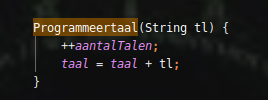 Programmeertaal(String tl) {
++aantalTalen;
taal = taal + tl;
}